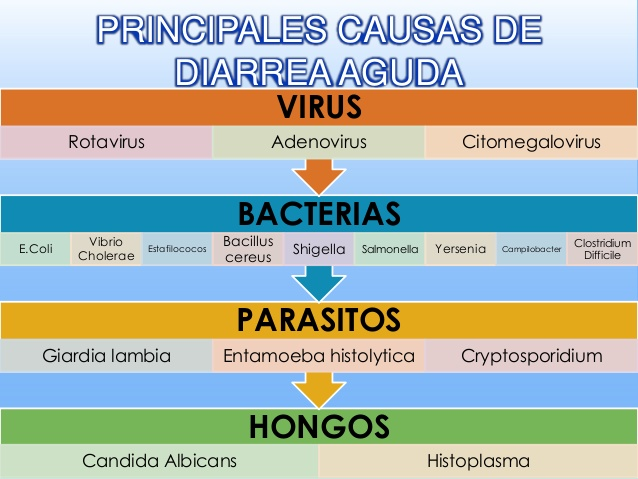 PRINCIPALES CAUSAS DE
DIARREA AGUDA
VIRUS
Rotavirus
Adenovirus
Citomegalovirus
BACTERIAS
E.Coli
Vibrio
Cholerae
Estafilococos
Bacillus
cereus
Shigella
Salmonella
Yersenia
Campilobacter
Clostridium
Difficile
PARASITOS
Giardia lambia
Entamoeba histolytica
Cryptosporidium
HONGOS
Candida Albicans
Histoplasma